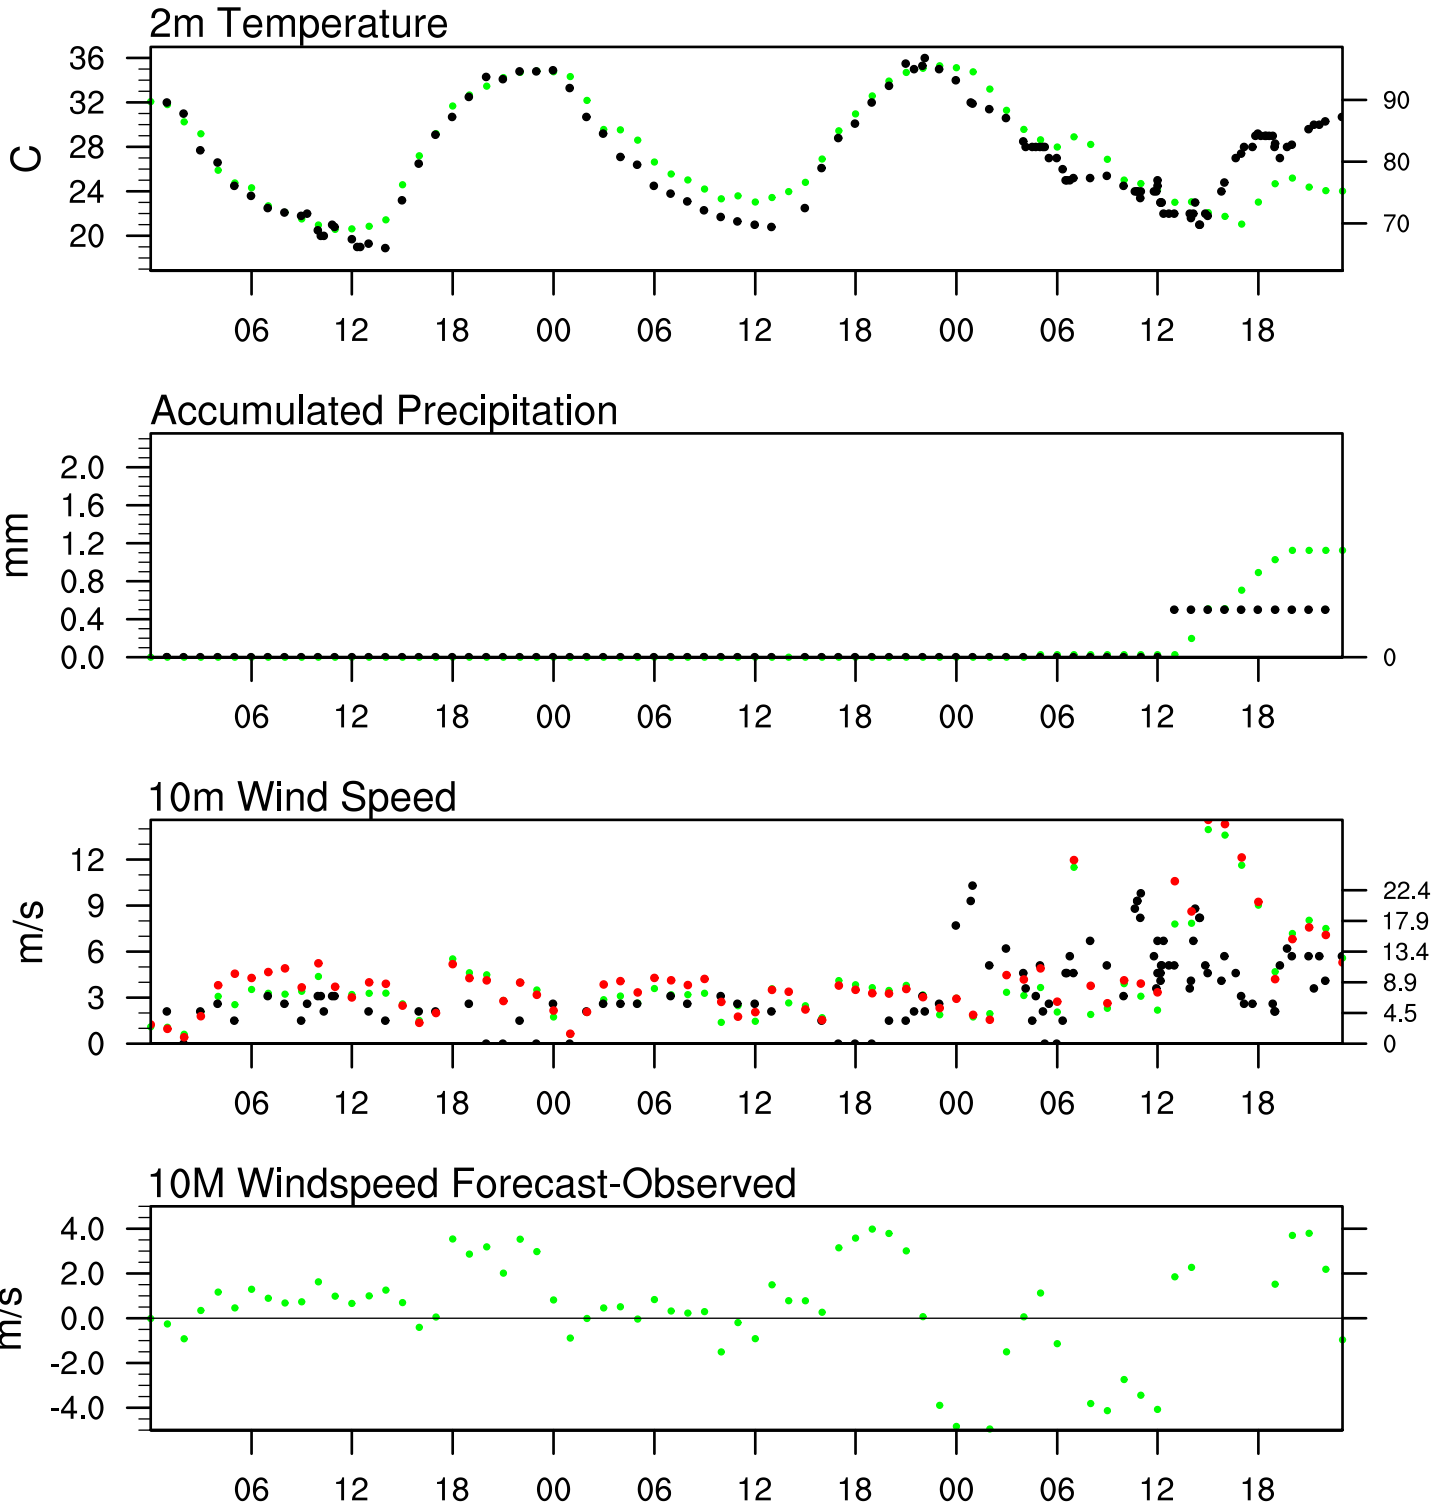 2m Temperature
36
32
28
24
20
C
90
80
70
06 12 18 00 06 12 18 00 06 12 18
Accumulated Precipitation
2.0
1.6
1.2
0.8
0.4
0.0
mm
0
06 12 18 00 06 12 18 00 06 12 18
10m Wind Speed
12
9
6
3
0
m/s
22.4
17.9
13.4
8.9
4.5
0
06 12 18 00 06 12 18 00 06 12 18
10M Windspeed Forecast-Observed
4.0
2.0
0.0
-2.0
-4.0
m/s
06 12 18 00 06 12 18 00 06 12 18